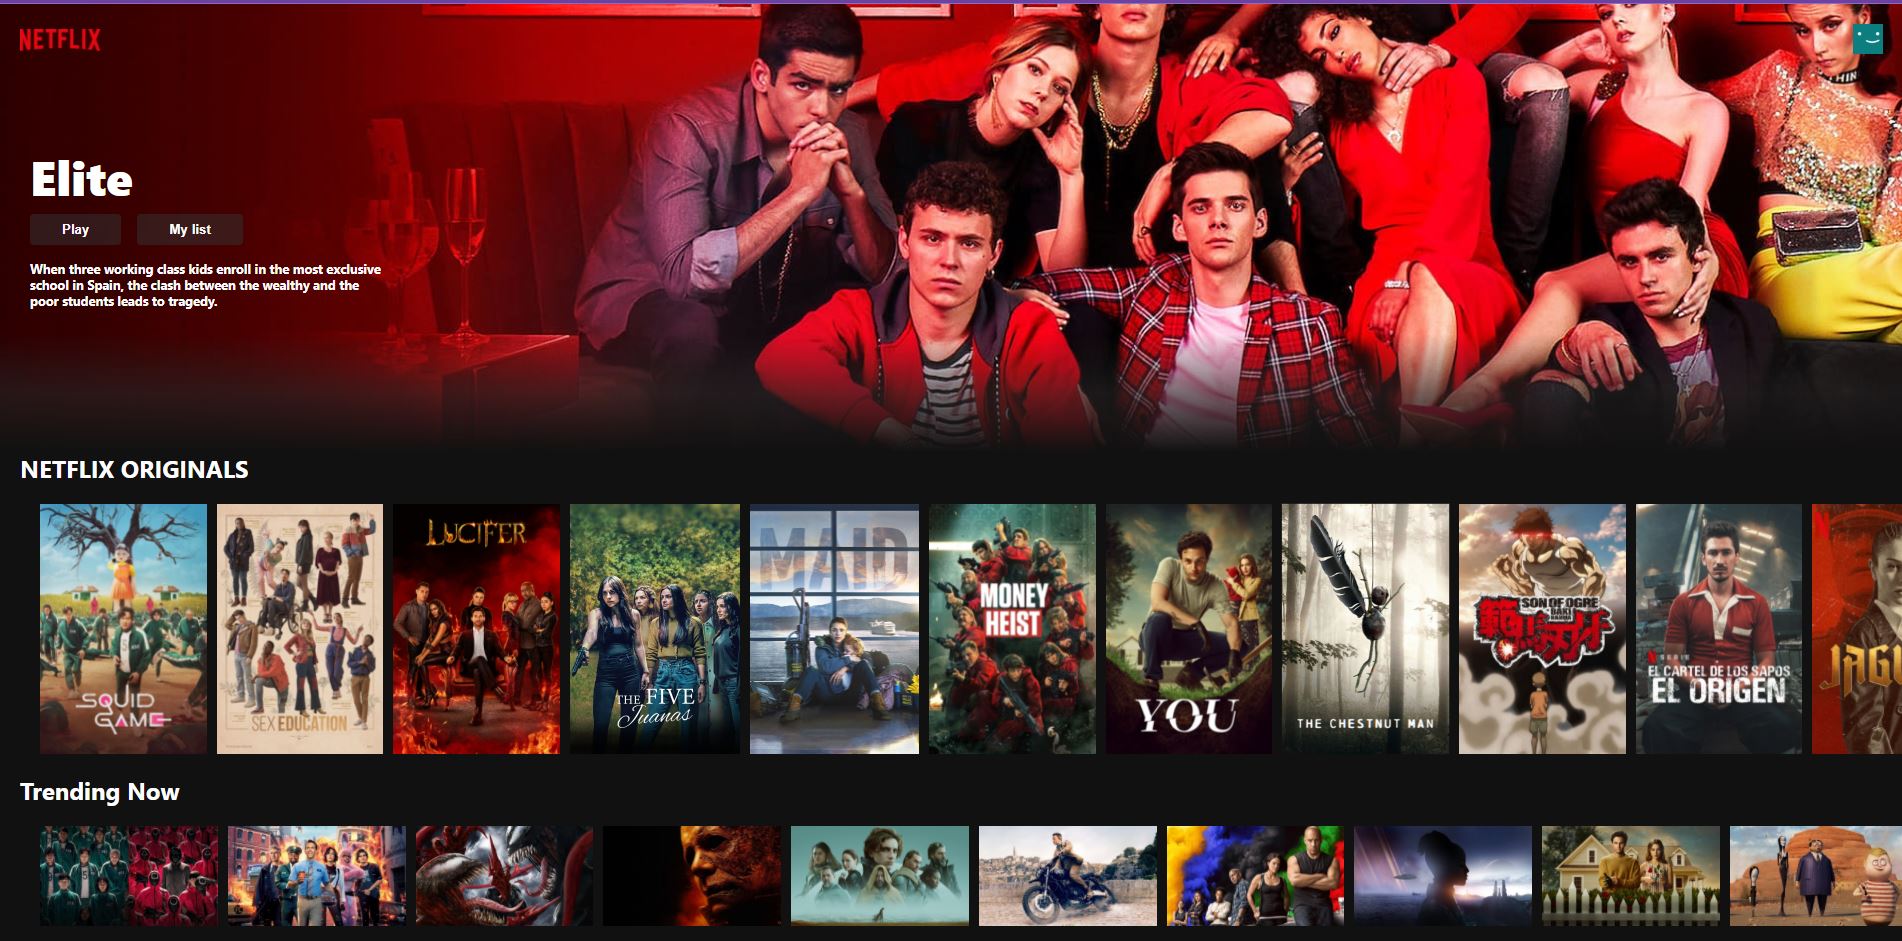 NETFLIX
Elite
Play
My list
When three working class kids enroll in the most exclusive
school in Spain, the clash between the wealthy and the
poor students leads to tragedy.
NETFLIX ORIGINALS
SQUID
GAME
SEX EDUCATION
LUCIFER
THE FIVE
Juanas
MAID
MONEY
HEIST
YOU
THE CHESTNUT MAN
SON OF OGRE
BAKI
HANMA
N SERIE
EL CARTEL DE LOS SAPOS
EL ORIGEN
N
JAGU
Trending Now